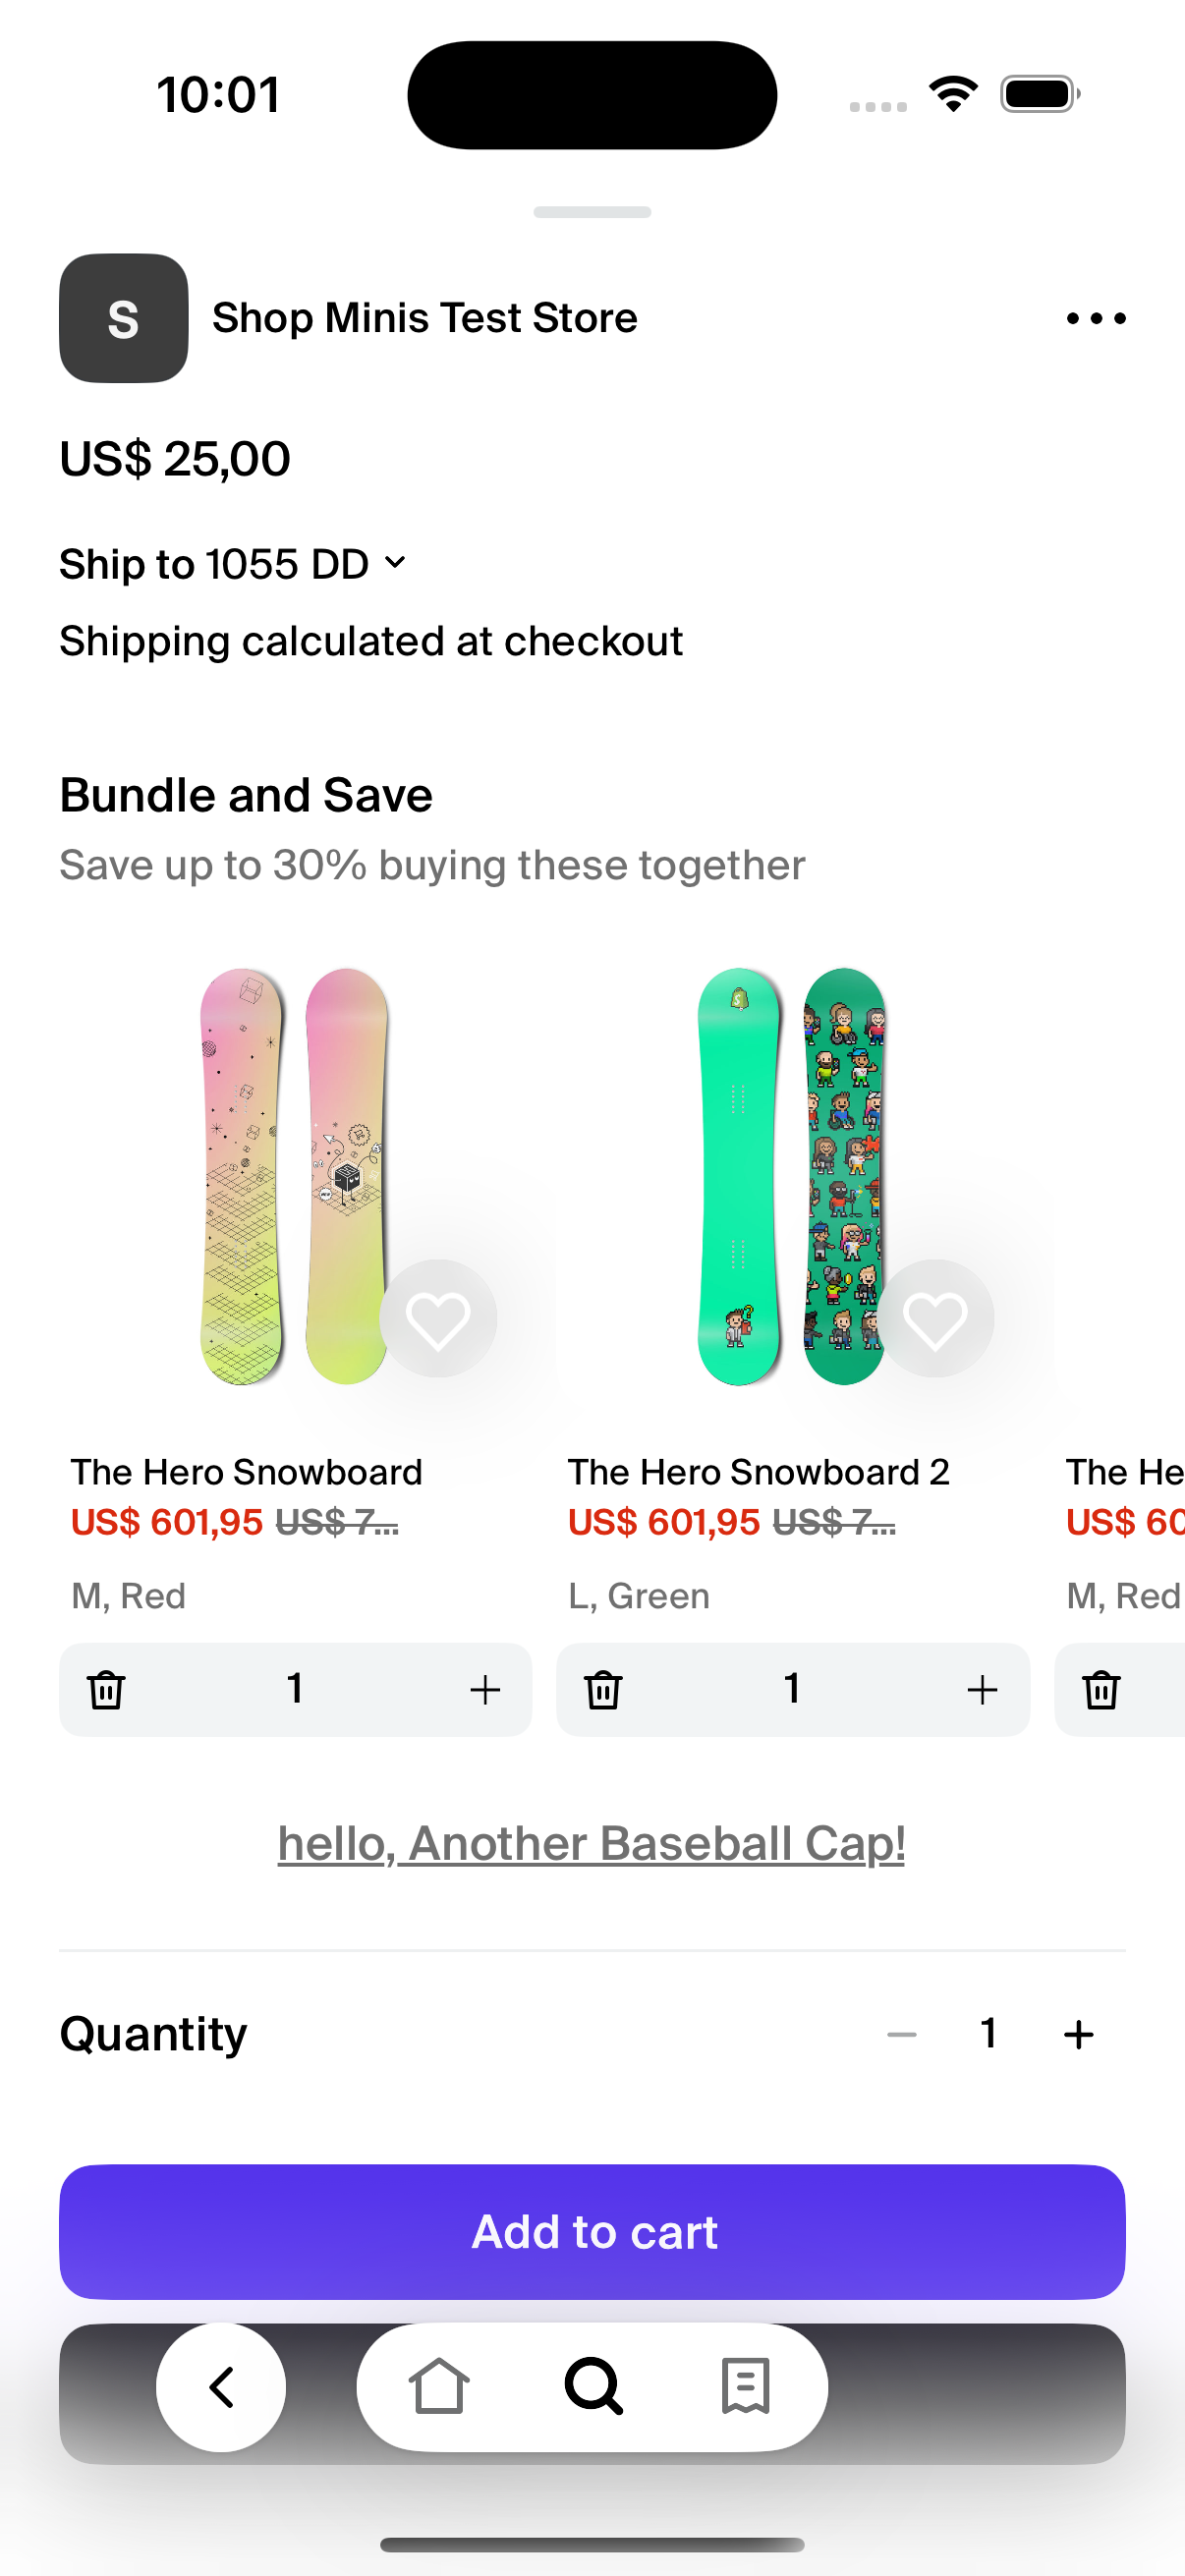 10:01
S
Shop Minis Test Store
US$ 25,00
Ship to 1055 DD
Shipping calculated at checkout
Bundle and Save
Save up to 30% buying these together
The Hero Snowboard
The Hero Snowboard 2
The He
US$ 601,95 US$ 7...
US$ 601,95 US$ 7...
US$ 60
M, Red
L, Green
M, Red
1
1
hello, Another Baseball Cap!
Quantity
1
Add to cart